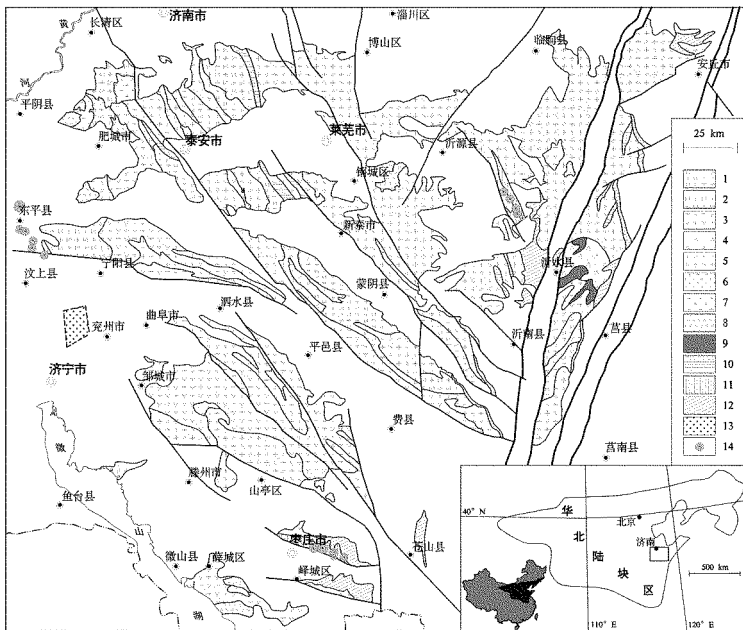 济南市
淄川区
长清区
黄
河
博山区
临朐县
安丘市
平阴县
肥城市
泰安市
莱芜市
沂源县
25 km
钢城区
1
2
3
4
5
6
7
8
9
10
11
12
13
14
东平县
新泰市
汶上县
宁阳县
沂水县
蒙阴县
泗水县
曲阜市
兖州市
沂南县
莒县
平邑县
济宁市
邹城市
费县
莒南县
微
山
湖
鱼台县
滕州市
山亭区
枣庄市
苍山县
微山县
薛城区
峄城区
40° N
华
北
陆
块
区
北京
济南
500 km
110° E
120° E